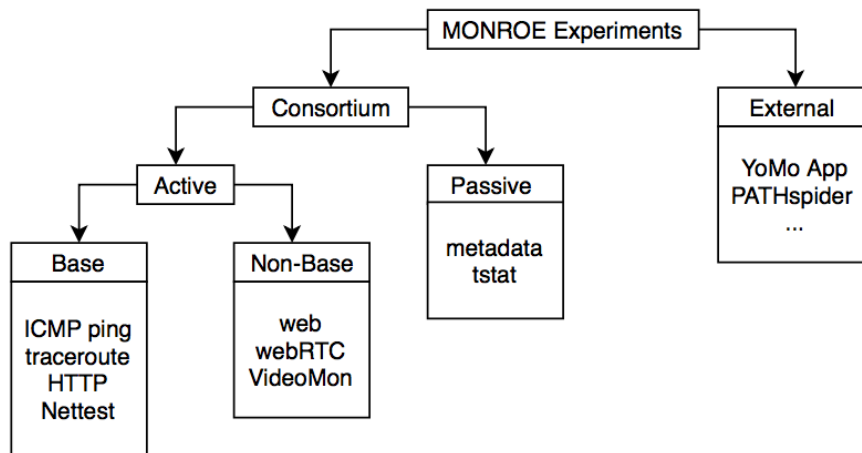 MONROE Experiments
Consortium
External
YoMo App
PATHspider
...
Active
Passive
metadata
tstat
Base
ICMP ping
traceroute
HTTP
Nettest
Non-Base
web
webRTC
VideoMon